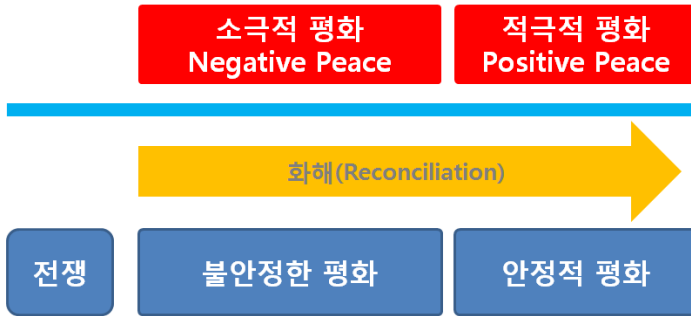 소극적 평화
Negative Peace
적극적 평화
Positive Peace
화해(Reconciliation)
전쟁
불안정한 평화
안정적 평화